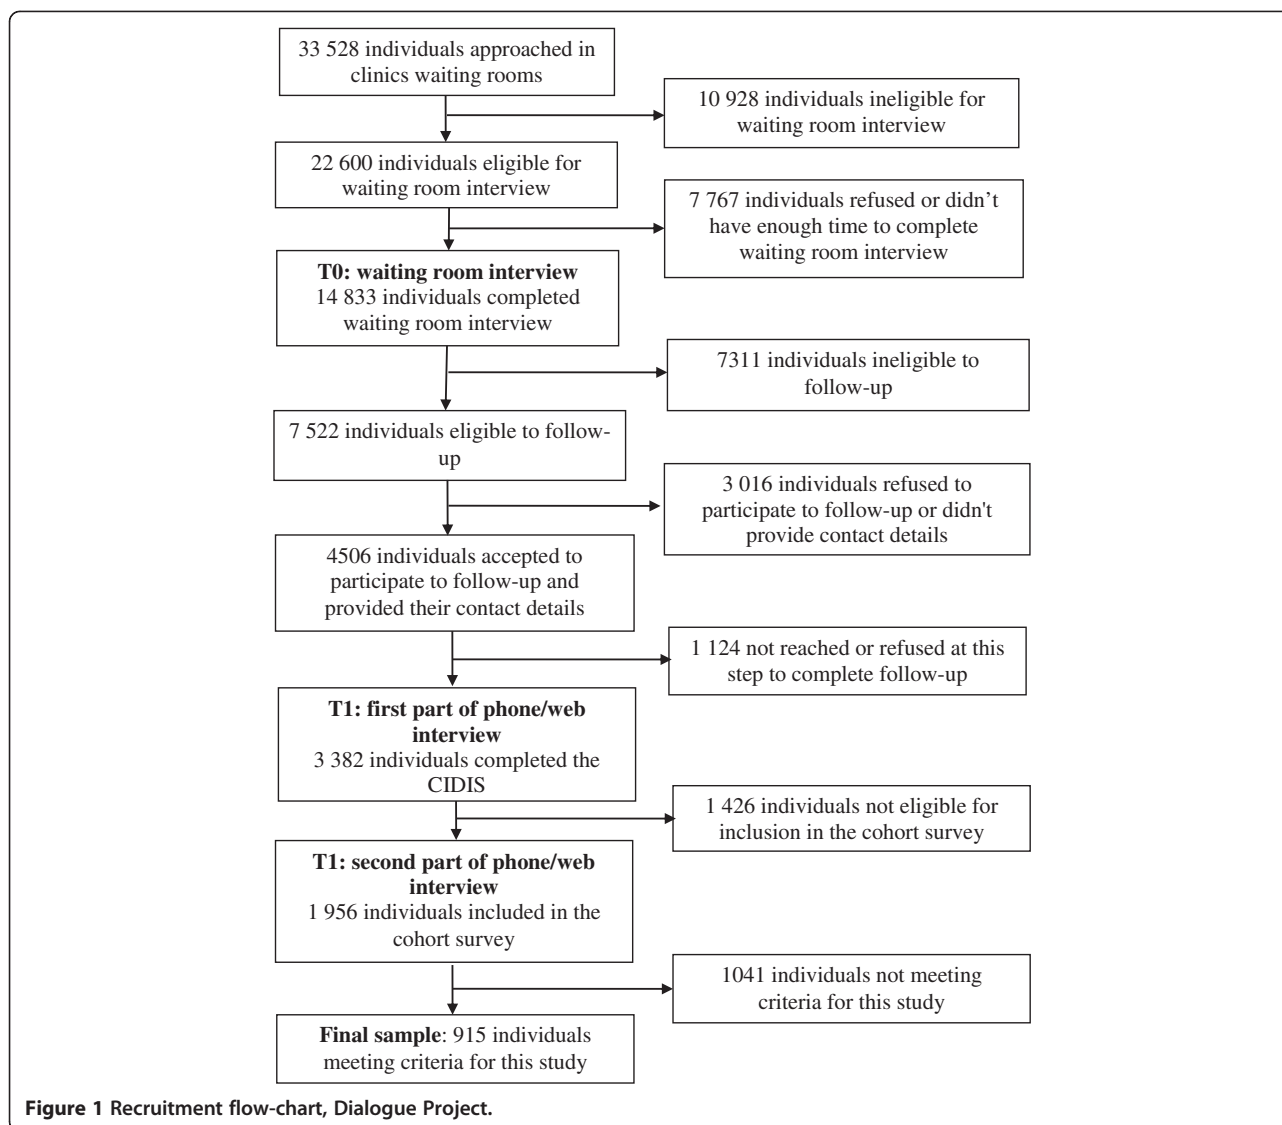 33 528 individuals approached in
clinics waiting rooms
10 928 individuals ineligible for
waiting room interview
22 600 individuals eligible for
waiting room interview
7 767 individuals refused or didn’t
have enough time to complete
waiting room interview
T0: waiting room interview
14 833 individuals completed
waiting room interview
7311 individuals ineligible to
follow-up
7 522 individuals eligible to follow-
up
3 016 individuals refused to
participate to follow-up or didn't
provide contact details
4506 individuals accepted to
participate to follow-up and
provided their contact details
1 124 not reached or refused at this
step to complete follow-up
T1: first part of phone/web
interview
3 382 individuals completed the
CIDIS
1 426 individuals not eligible for
inclusion in the cohort survey
T1: second part of phone/web
interview
1 956 individuals included in the
cohort survey
1041 individuals not meeting
criteria for this study
Final sample: 915 individuals
meeting criteria for this study
Figure 1 Recruitment flow-chart, Dialogue Project.